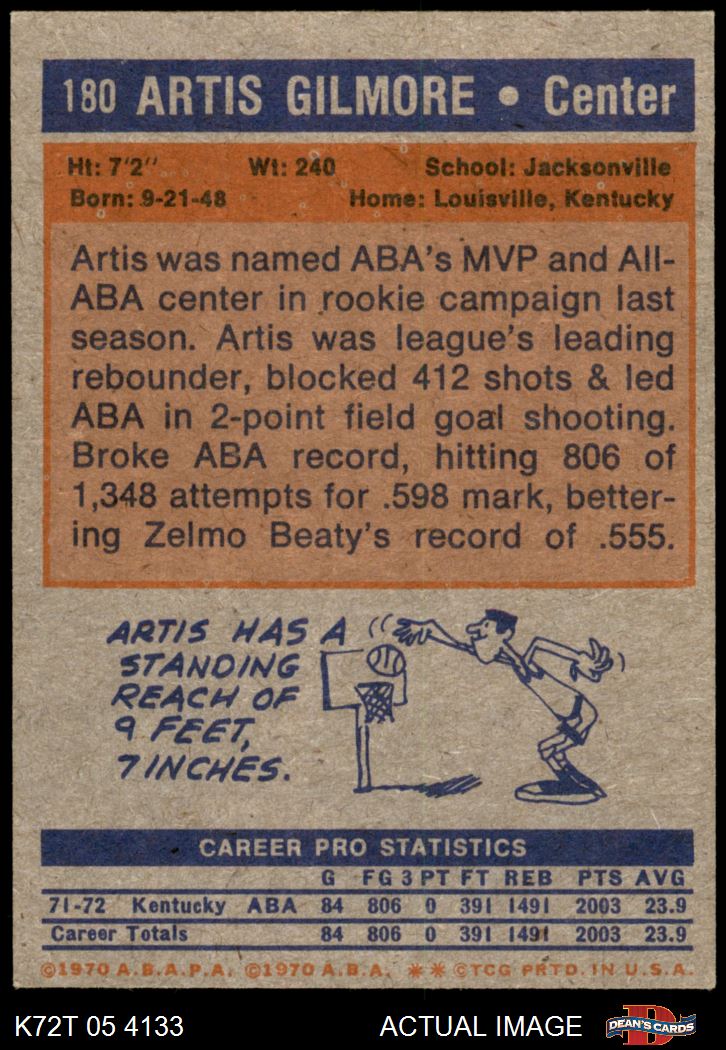 180 ARTIS GILMORE • Center
Ht: 7'2" Wt: 240 School: Jacksonville
Born: 9-21-48 Home: Louisville, Kentucky
Artis was named ABA's MVP and All-
ABA center in rookie campaign last
season. Artis was league's leading
rebounder, blocked 412 shots & led
ABA in 2-point field goal shooting.
Broke ABA record, hitting 806 of
1,348 attempts for .598 mark, better-
ing Zelmo Beaty's record of .555.
ARTIS HAS A
STANDING
REACH OF
9 FEET,
7 INCHES.
CAREER PRO STATISTICS
G FG 3 PT FT REB PTS AVG
71-72 Kentucky ABA 84 806 0 391 1491 2003 23.9
Career Totals 84 806 0 391 1491 2003 23.9
©1970 A.B.A.P.A. ©1970 A.B.A. ** ©TCG PRTD. IN U.S.A.
K72T 05 4133 ACTUAL IMAGE DEAN'S CARDS